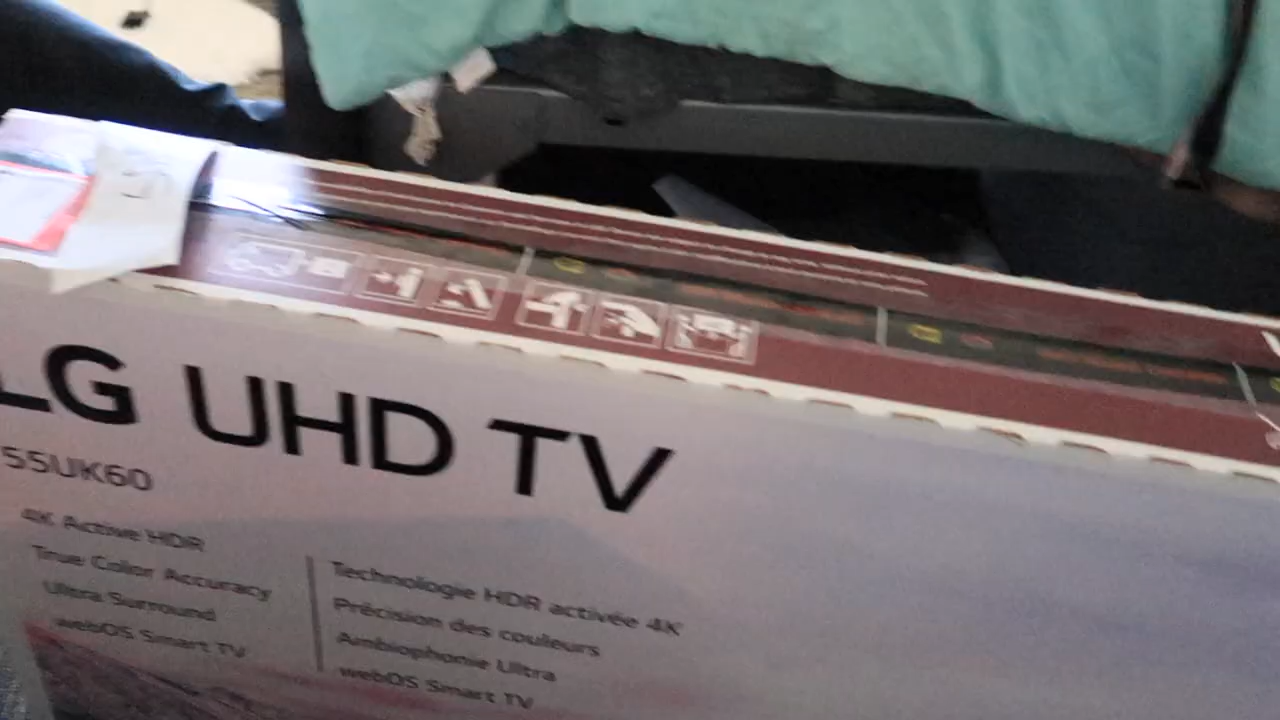 LG UHD TV
55UK60
4K Active HDR
True Color Accuracy
Ultra Surround
webOS Smart TV
Technologie HDR activée 4K
Précision des couleurs
Ambiophonie Ultra
webOS Smart TV